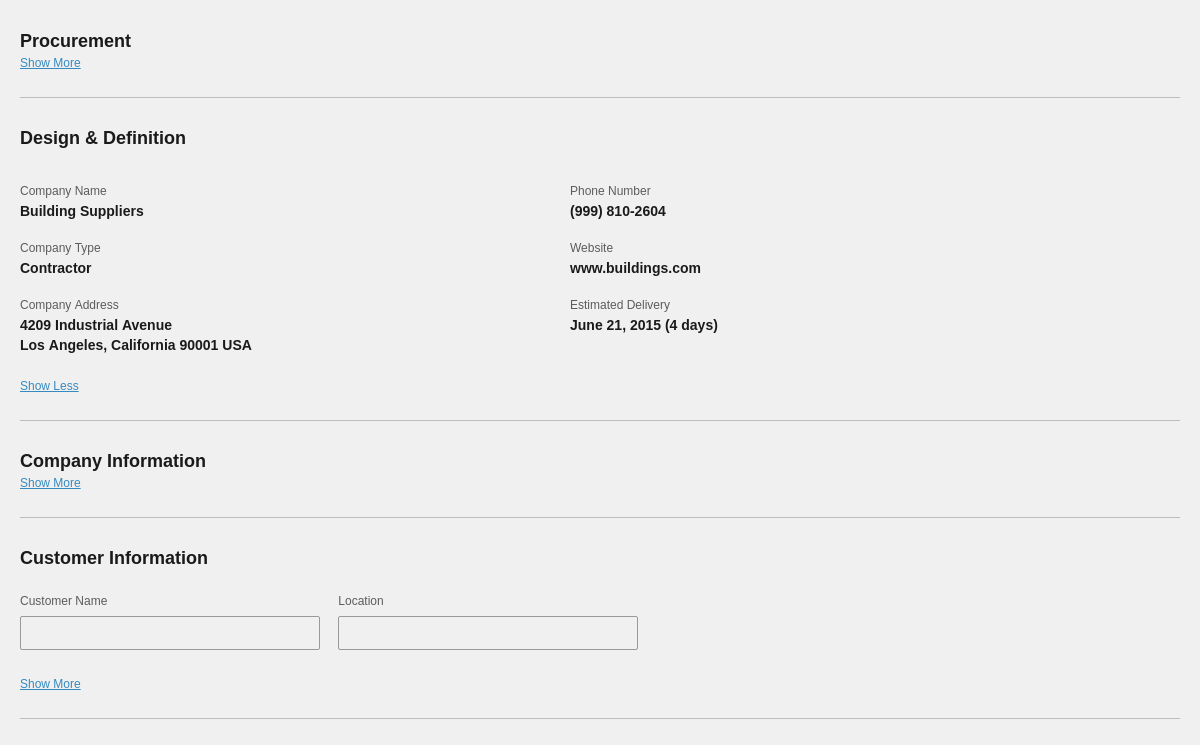 Procurement
Show More
Design & Definition
Company Name
Building Suppliers
Phone Number
(999) 810-2604
Company Type
Contractor
Website
www.buildings.com
Company Address
4209 Industrial Avenue
Los Angeles, California 90001 USA
Estimated Delivery
June 21, 2015 (4 days)
Show Less
Company Information
Show More
Customer Information
Customer Name
Location
Show More